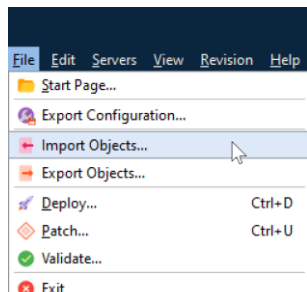 File Edit Servers View Revision Help
Start Page...
Export Configuration...
Import Objects...
Export Objects...
Deploy... Ctrl+D
Patch... Ctrl+U
Validate...
Exit